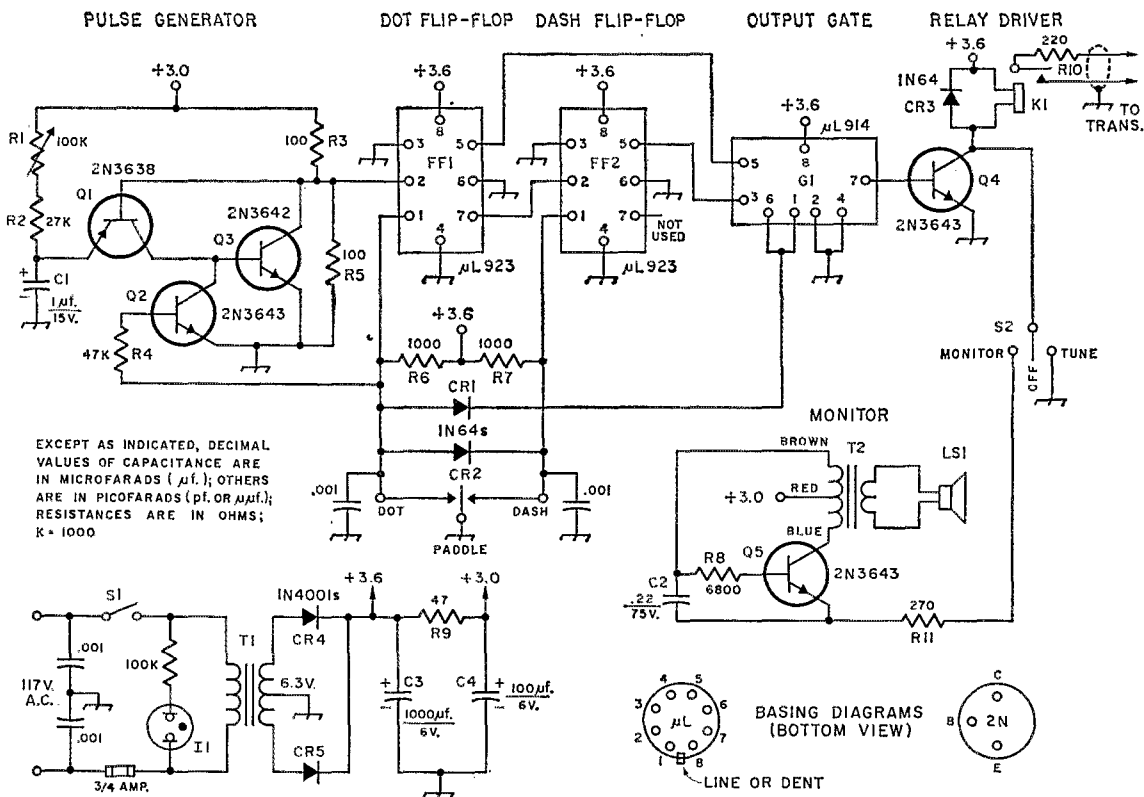 PULSE GENERATOR
DOT FLIP-FLOP
DASH FLIP-FLOP
OUTPUT GATE
RELAY DRIVER
+3.0
+3.6
+3.6
+3.6
+3.6
220
R10
1N64
CR3
K1
TO
TRANS.
R1
100K
100
R3
2N3638
Q1
R2
27K
2N3642
Q3
+
C1
-
1 µf.
15V.
Q2
2N3643
100
R5
47K
R4
3
8
5
FF1
2
6
1
7
4
µL923
3
8
5
FF2
2
6
1
7
NOT
USED
4
µL923
µL914
5
8
G1
3
6
1
2
4
7
Q4
2N3643
+3.6
1000
1000
R6
R7
CR1
1N64s
CR2
.001
.001
DOT
DASH
PADDLE
S2
MONITOR
OFF
TUNE
EXCEPT AS INDICATED, DECIMAL
VALUES OF CAPACITANCE ARE
IN MICROFARADS (µf.); OTHERS
ARE IN PICOFARADS (pf. OR µµf.);
RESISTANCES ARE IN OHMS;
K = 1000
MONITOR
BROWN
T2
LS1
+3.0
RED
BLUE
R8
6800
Q5
2N3643
C2
.22
75V.
270
R11
S1
.001
117V.
A.C.
.001
100K
I1
3/4 AMP.
T1
6.3V.
1N4001s
CR4
CR5
+3.6
+3.0
47
R9
+
C3
-
1000µf.
6V.
C4
+
-
100µf.
6V.
4
5
3
6
µL
2
7
1
8
LINE OR DENT
BASING DIAGRAMS
(BOTTOM VIEW)
C
B
2N
E